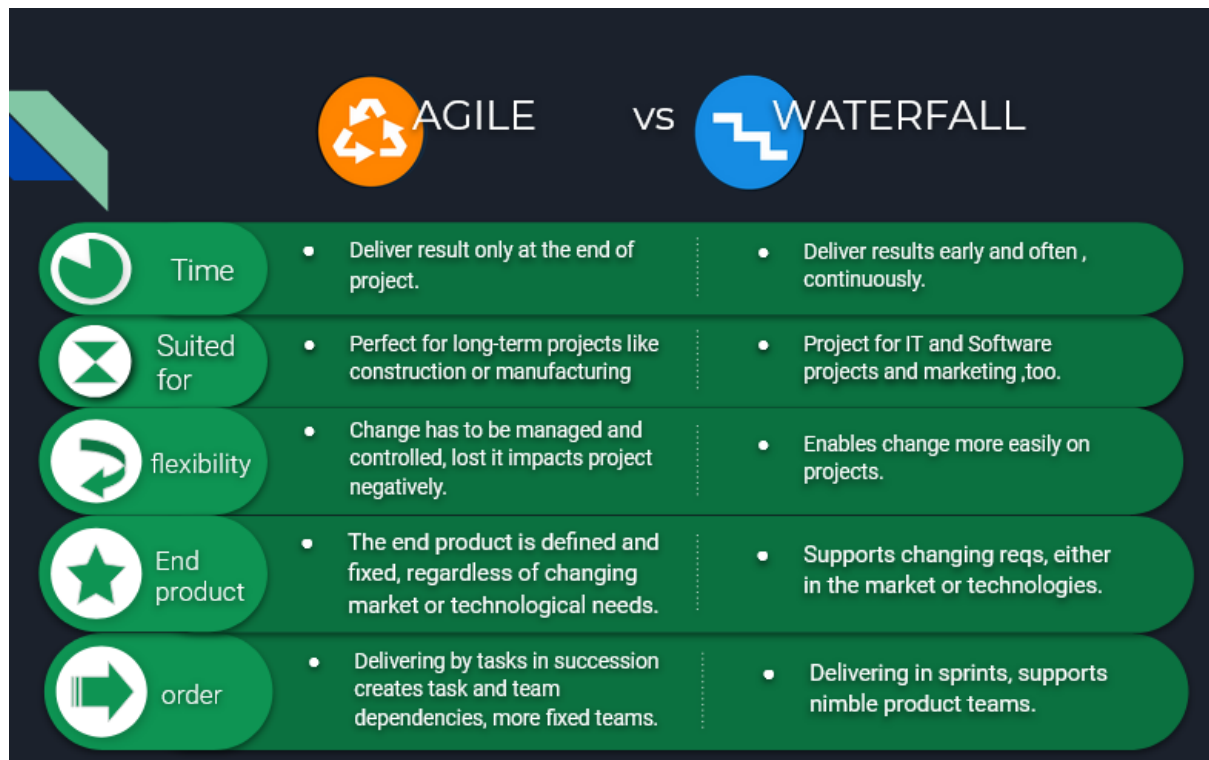 AGILE vs WATERFALL
Time
Deliver result only at the end of
project.
Deliver results early and often ,
continuously.
Suited
for
Perfect for long-term projects like
construction or manufacturing
Project for IT and Software
projects and marketing ,too.
flexibility
Change has to be managed and
controlled, lost it impacts project
negatively.
Enables change more easily on
projects.
End
product
The end product is defined and
fixed, regardless of changing
market or technological needs.
Supports changing reqs, either
in the market or technologies.
order
Delivering by tasks in succession
creates task and team
dependencies, more fixed teams.
Delivering in sprints, supports
nimble product teams.